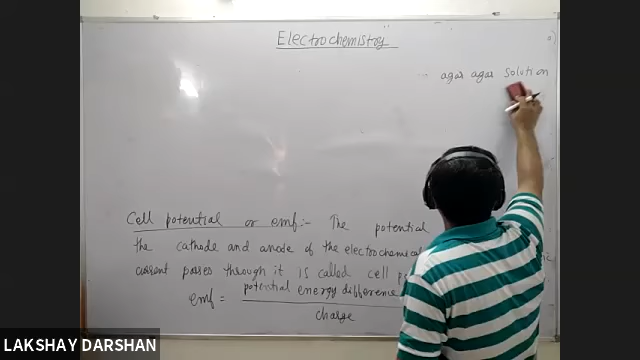 Electrochemistry
agar agar solution
Cell potential or emf:- The potential
the cathode and anode of the electrochemical
current passes through it is called cell
emf = potential energy difference
charge
LAKSHAY DARSHAN